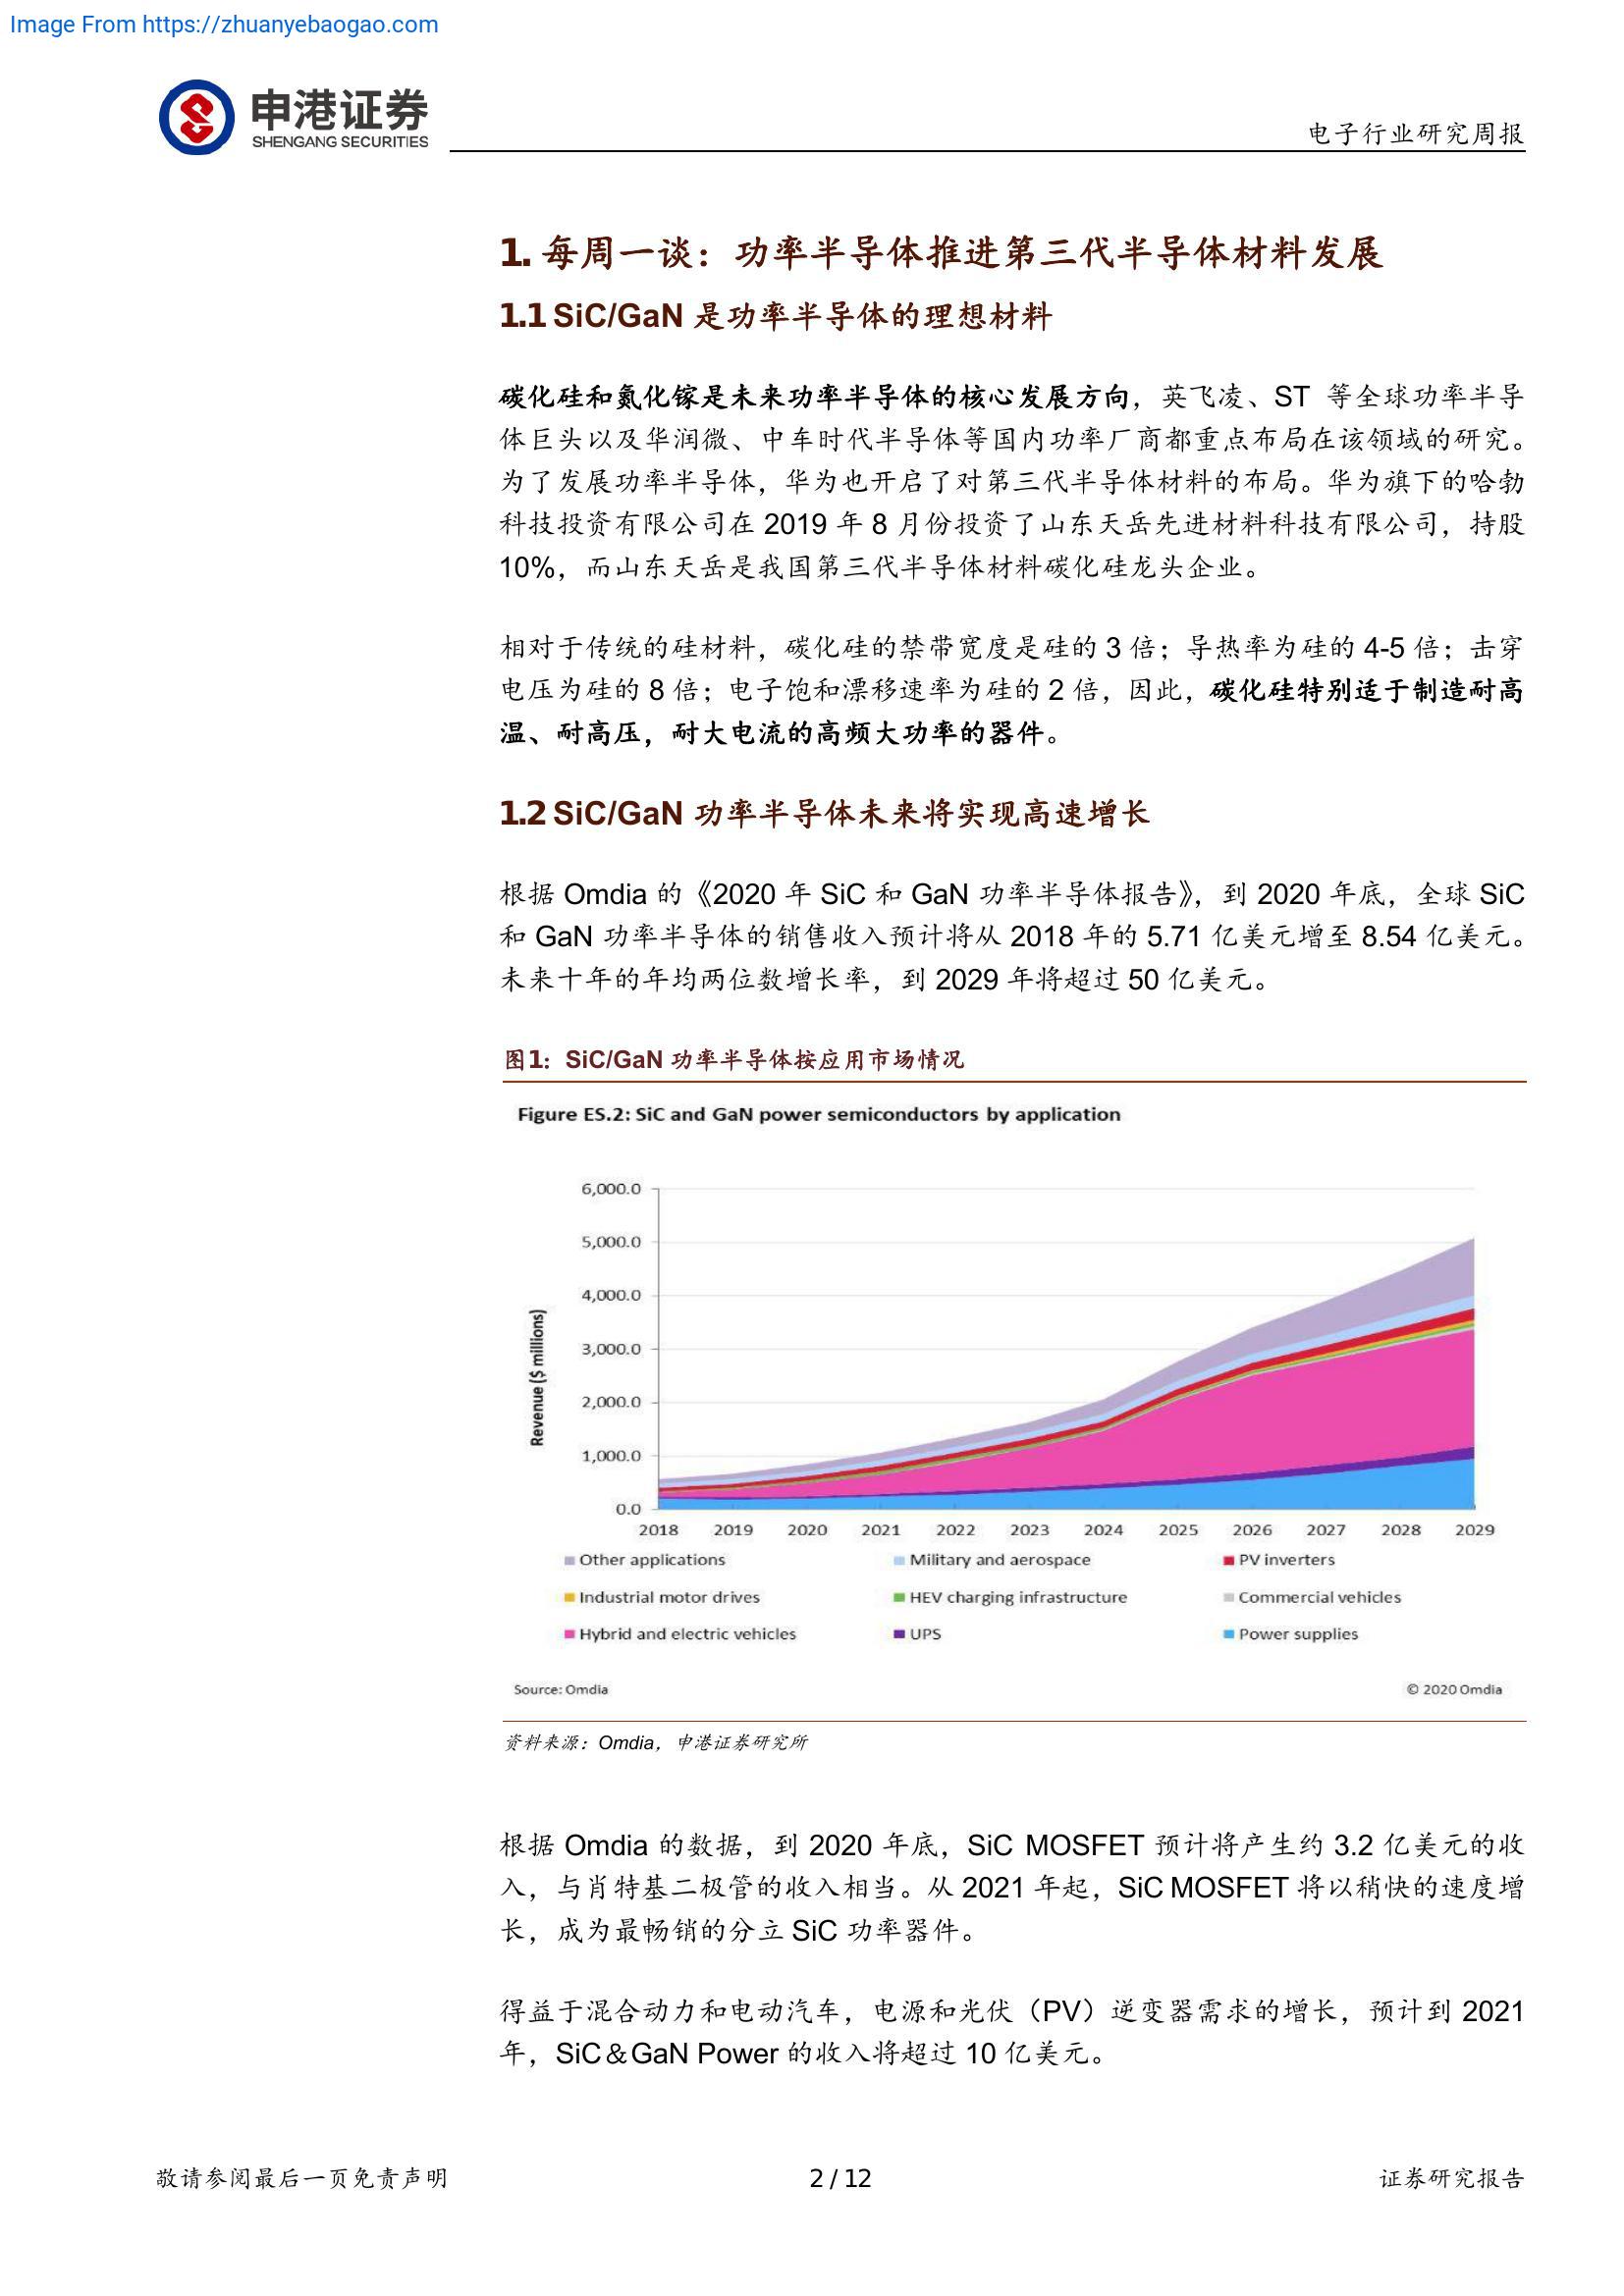 Image From https://zhuanyebaogao.com
申港证券
SHENGANG SECURITIES
电子行业研究周报
1. 每周一谈：功率半导体推进第三代半导体材料发展
1.1 SiC/GaN 是功率半导体的理想材料
碳化硅和氮化镓是未来功率半导体的核心发展方向，英飞凌、ST 等全球功率半导
体巨头以及华润微、中车时代半导体等国内功率厂商都重点布局在该领域的研究。
为了发展功率半导体，华为也开启了对第三代半导体材料的布局。华为旗下的哈勃
科技投资有限公司在 2019 年 8 月份投资了山东天岳先进材料科技有限公司，持股
10%，而山东天岳是我国第三代半导体材料碳化硅龙头企业。
相对于传统的硅材料，碳化硅的禁带宽度是硅的 3 倍；导热率为硅的 4-5 倍；击穿
电压为硅的 8 倍；电子饱和漂移速率为硅的 2 倍，因此，碳化硅特别适于制造耐高
温、耐高压，耐大电流的高频大功率的器件。
1.2 SiC/GaN 功率半导体未来将实现高速增长
根据 Omdia 的《2020 年 SiC 和 GaN 功率半导体报告》，到 2020 年底，全球 SiC
和 GaN 功率半导体的销售收入预计将从 2018 年的 5.71 亿美元增至 8.54 亿美元。
未来十年的年均两位数增长率，到 2029 年将超过 50 亿美元。
图1：SiC/GaN 功率半导体按应用市场情况
Figure ES.2: SiC and GaN power semiconductors by application
Revenue ($ millions)
6,000.0
5,000.0
4,000.0
3,000.0
2,000.0
1,000.0
0.0
2018 2019 2020 2021 2022 2023 2024 2025 2026 2027 2028 2029
Other applications Military and aerospace PV inverters
Industrial motor drives HEV charging infrastructure Commercial vehicles
Hybrid and electric vehicles UPS Power supplies
Source: Omdia © 2020 Omdia
资料来源：Omdia，申港证券研究所
根据 Omdia 的数据，到 2020 年底，SiC MOSFET 预计将产生约 3.2 亿美元的收
入，与肖特基二极管的收入相当。从 2021 年起，SiC MOSFET 将以稍快的速度增
长，成为最畅销的分立 SiC 功率器件。
得益于混合动力和电动汽车，电源和光伏（PV）逆变器需求的增长，预计到 2021
年，SiC＆GaN Power 的收入将超过 10 亿美元。
敬请参阅最后一页免责声明 2 / 12 证券研究报告